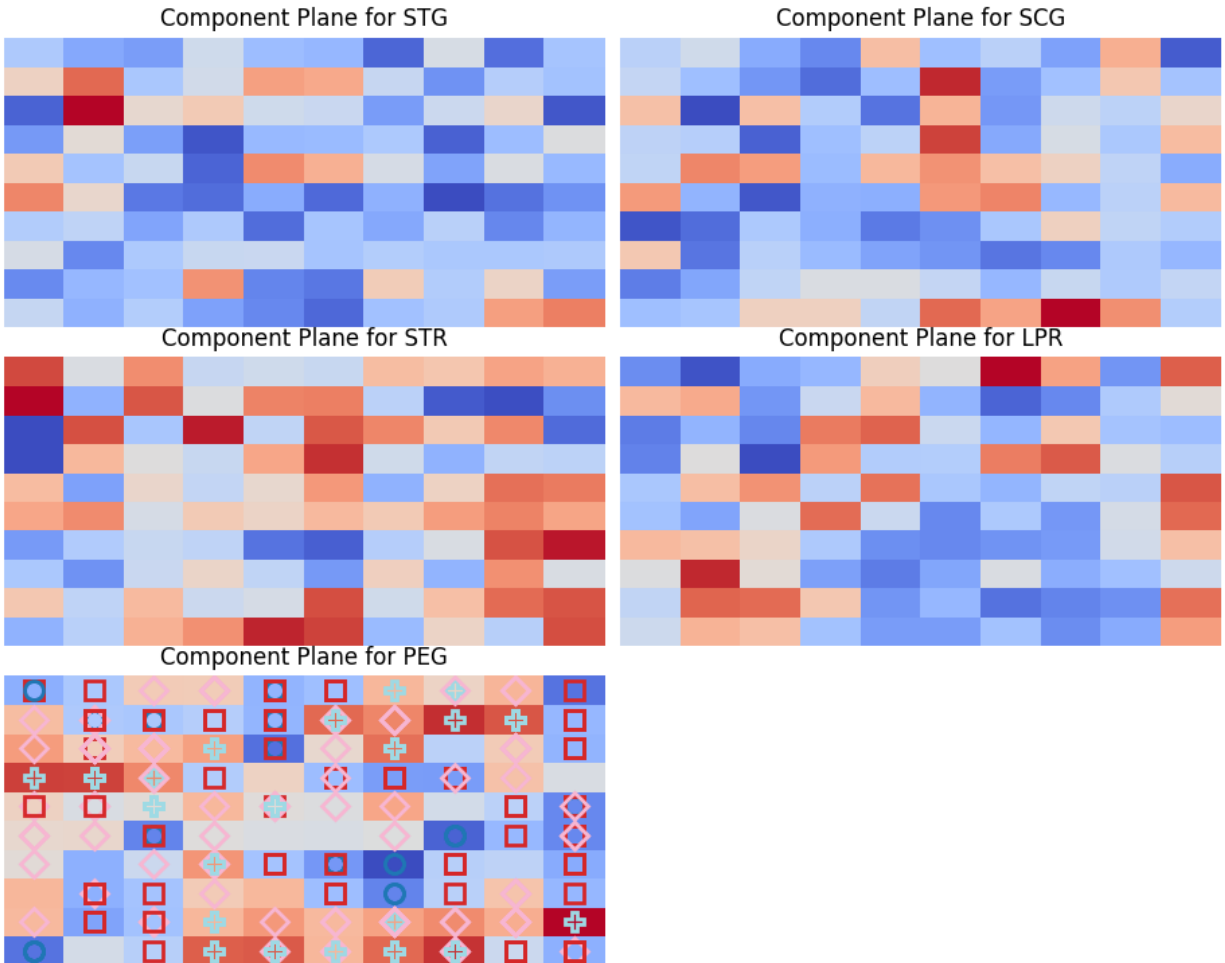 Component Plane for STG
Component Plane for SCG
Component Plane for STR
Component Plane for LPR
Component Plane for PEG